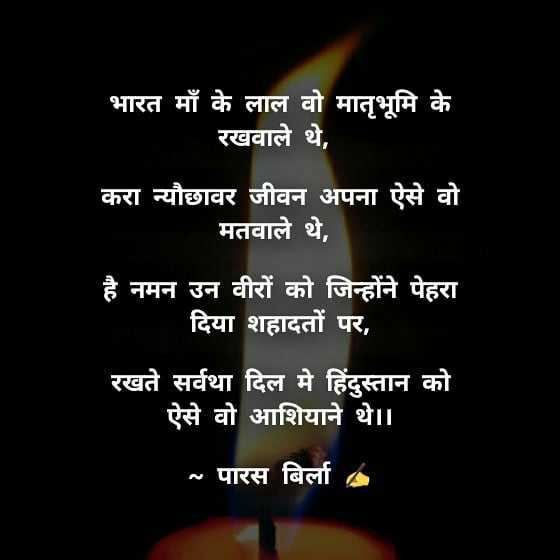 भारत माँ के लाल वो मातृभूमि के
रखवाले थे,
करा न्यौछावर जीवन अपना ऐसे वो
मतवाले थे,
है नमन उन वीरों को जिन्होंने पेहरा
दिया शहादतों पर,
रखते सर्वथा दिल मे हिंदुस्तान को
ऐसे वो आशियाने थे।।
~ पारस बिर्ला ✍